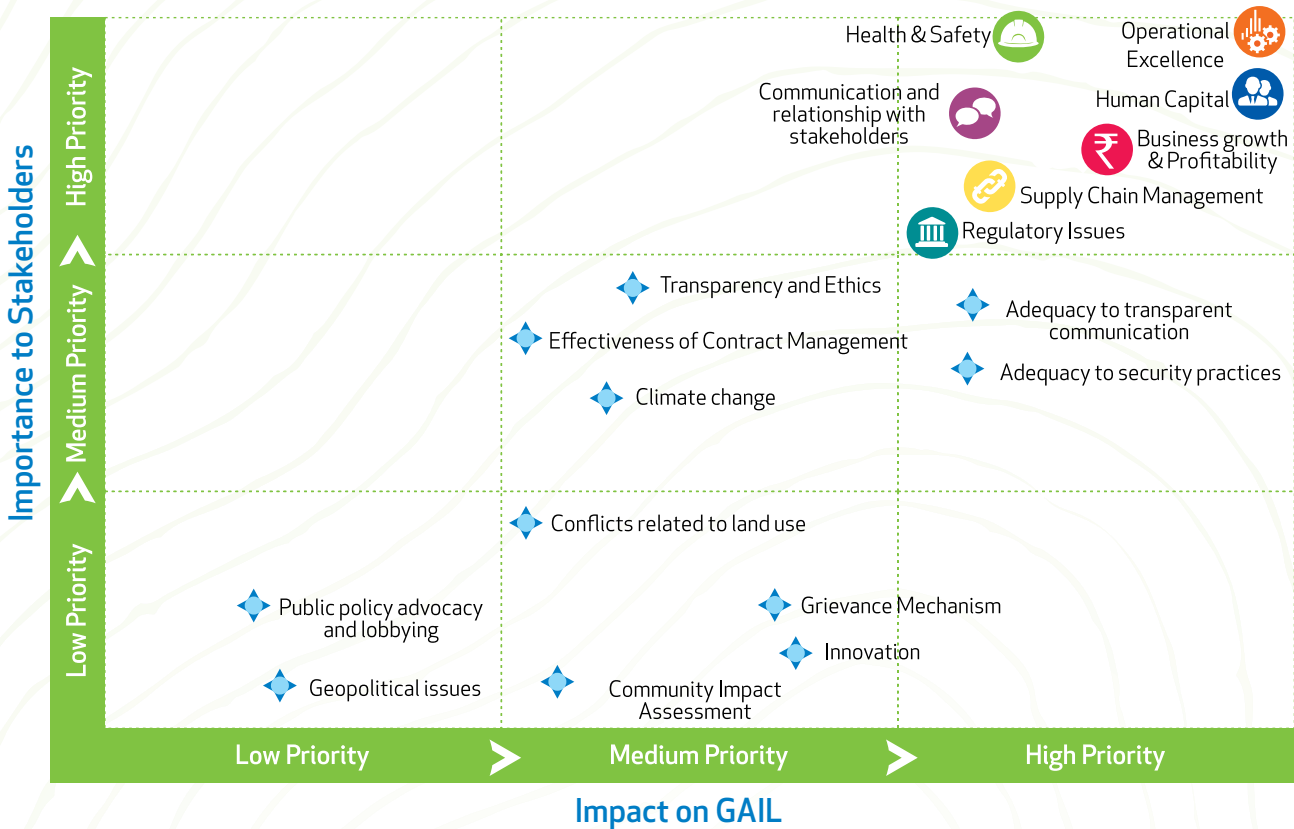 Importance to Stakeholders
High Priority
Medium Priority
Low Priority
Health & Safety
Operational
Excellence
Communication and
relationship with
stakeholders
Human Capital
₹
Business growth
& Profitability
Supply Chain Management
Regulatory Issues
Transparency and Ethics
Effectiveness of Contract Management
Climate change
Adequacy to transparent
communication
Adequacy to security practices
Conflicts related to land use
Public policy advocacy
and lobbying
Grievance Mechanism
Innovation
Geopolitical issues
Community Impact
Assessment
Low Priority
Medium Priority
High Priority
Impact on GAIL